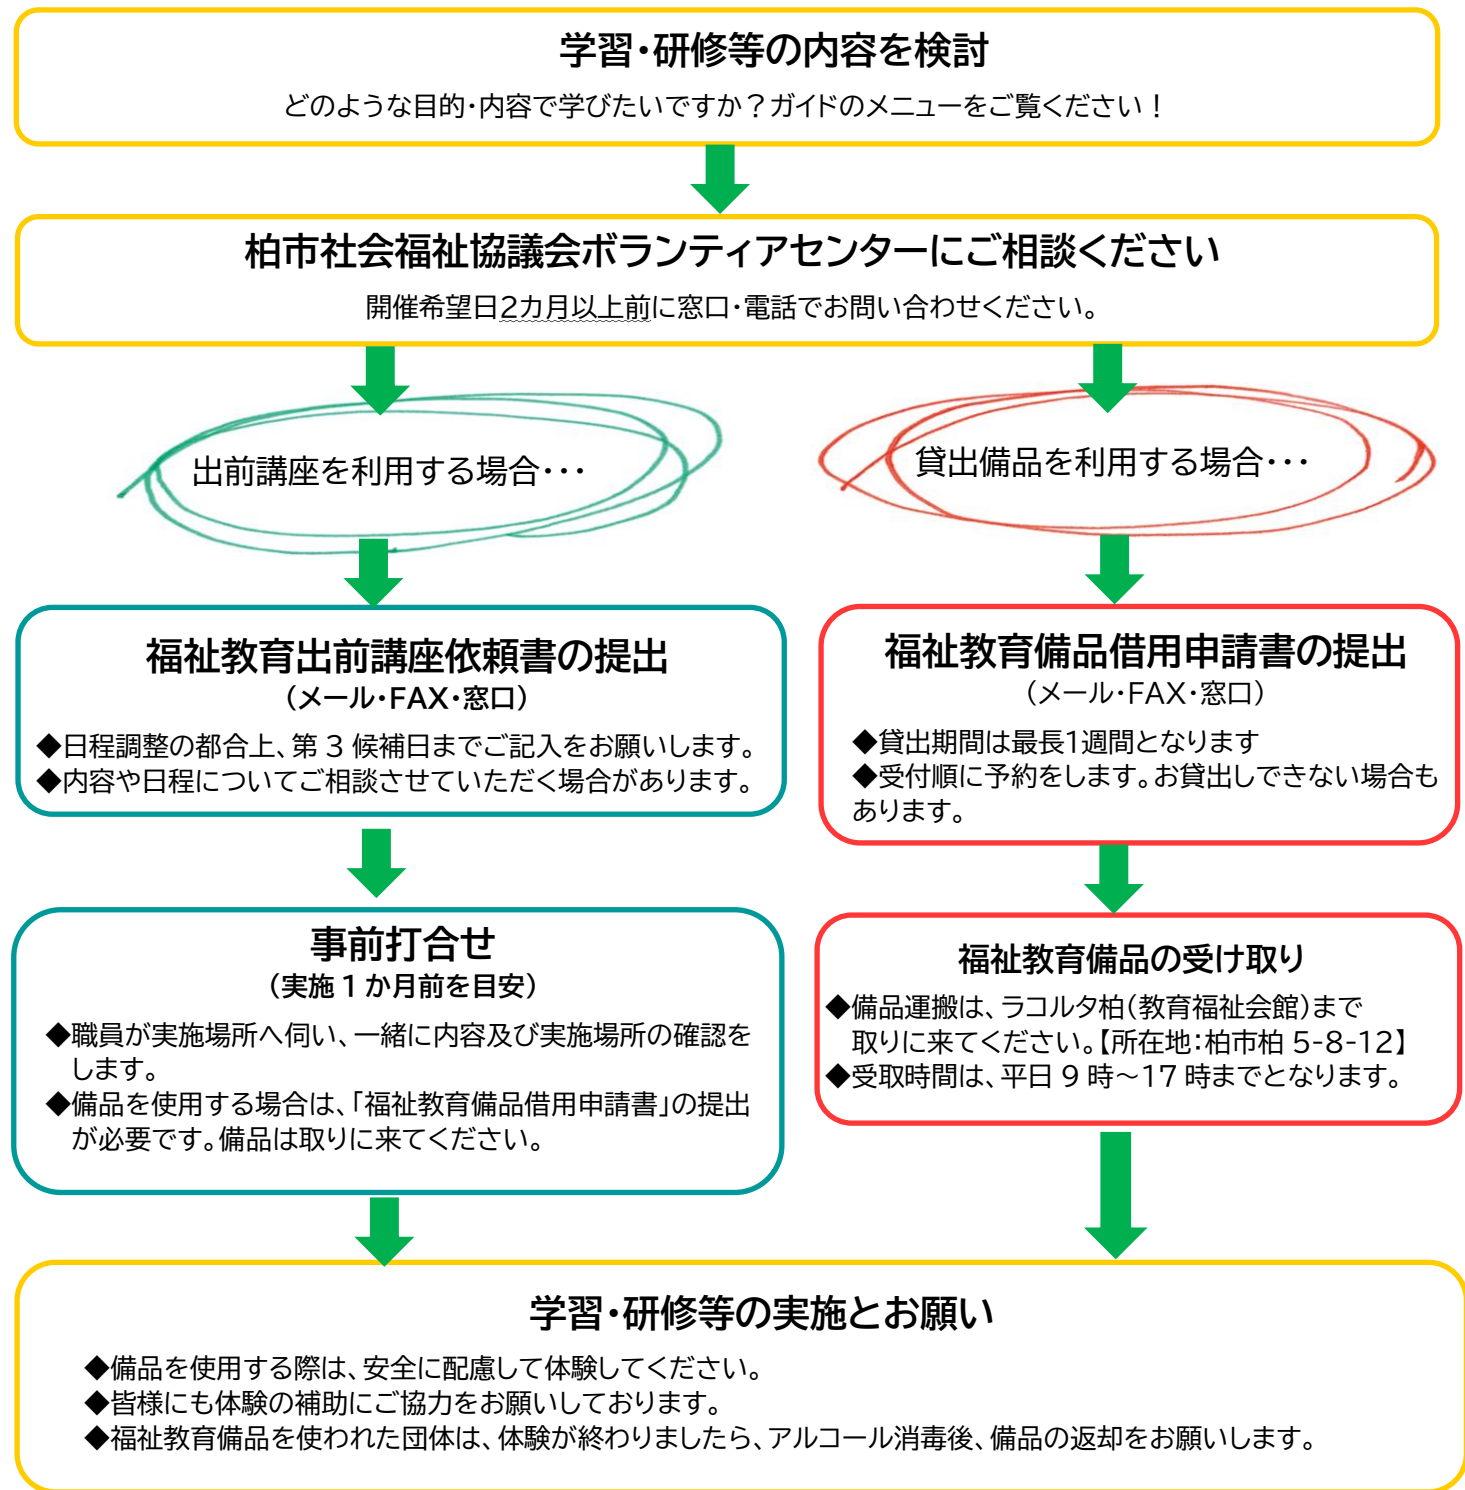 学習・研修等の内容を検討
どのような目的・内容で学びたいですか？ガイドのメニューをご覧ください！
柏市社会福祉協議会ボランティアセンターにご相談ください
開催希望日2カ月以上前に窓口・電話でお問い合わせください。
出前講座を利用する場合・・・
貸出備品を利用する場合・・・
福祉教育出前講座依頼書の提出
（メール・FAX・窓口）
◆日程調整の都合上、第3候補日までご記入をお願いします。
◆内容や日程についてご相談させていただく場合があります。
福祉教育備品借用申請書の提出
（メール・FAX・窓口）
◆貸出期間は最長1週間となります
◆受付順に予約をします。お貸出しできない場合も
あります。
事前打合せ
（実施1か月前を目安）
◆職員が実施場所へ伺い、一緒に内容及び実施場所の確認を
します。
◆備品を使用する場合は、「福祉教育備品借用申請書」の提出
が必要です。備品は取りに来てください。
福祉教育備品の受け取り
◆備品運搬は、ラコルタ柏（教育福祉会館）まで
取りに来てください。【所在地：柏市柏5-8-12】
◆受取時間は、平日9時～17時までとなります。
学習・研修等の実施とお願い
◆備品を使用する際は、安全に配慮して体験してください。
◆皆様にも体験の補助にご協力をお願いしております。
◆福祉教育備品を使われた団体は、体験が終わりましたら、アルコール消毒後、備品の返却をお願いします。